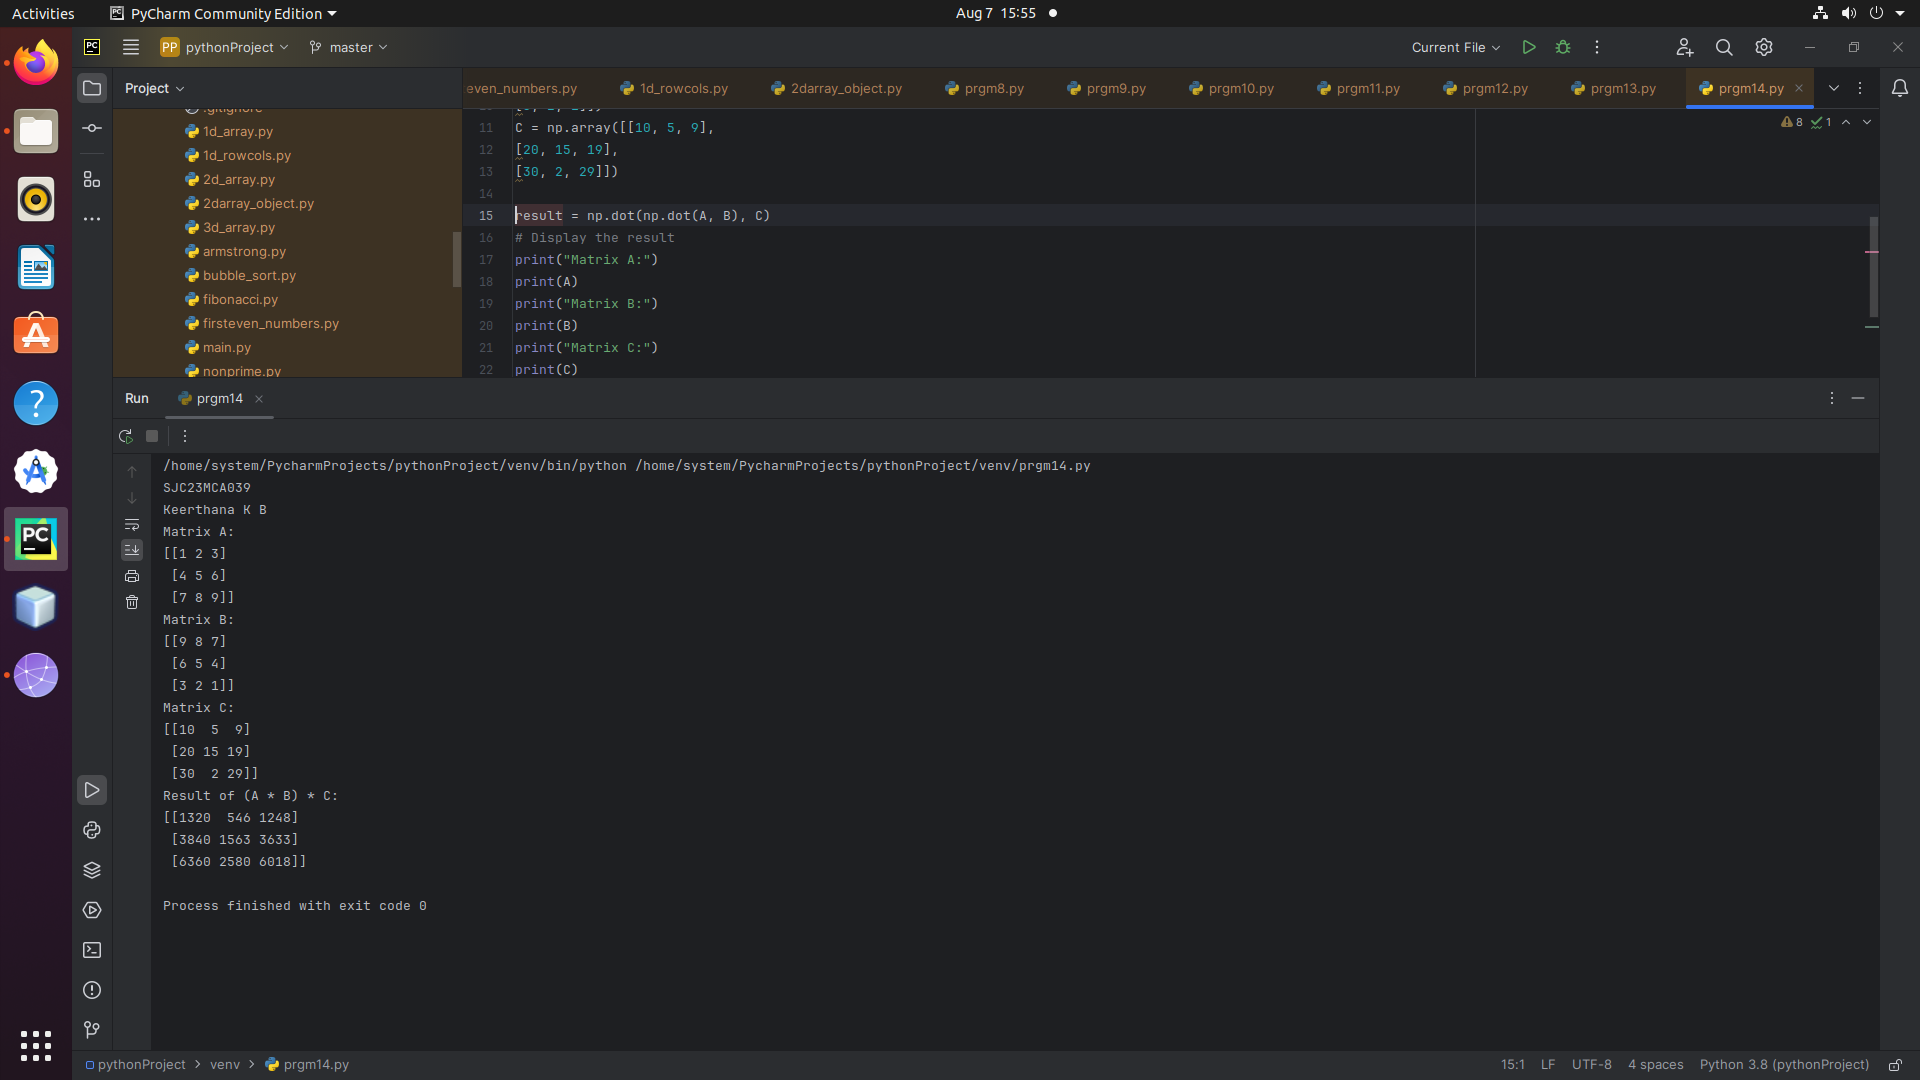 Activities PyCharm Community Edition Aug 7 15:55
PP pythonProject master Current File
Project
even_numbers.py 1d_rowcols.py 2darray_object.py prgm8.py prgm9.py prgm10.py prgm11.py prgm12.py prgm13.py prgm14.py
.gitignore
1d_array.py
1d_rowcols.py
2d_array.py
2darray_object.py
3d_array.py
armstrong.py
bubble_sort.py
fibonacci.py
firsteven_numbers.py
main.py
nonprime.py
8 1
11 C = np.array([[10, 5, 9],
12 [20, 15, 19],
13 [30, 2, 29]])
14
15 result = np.dot(np.dot(A, B), C)
16 # Display the result
17 print("Matrix A:")
18 print(A)
19 print("Matrix B:")
20 print(B)
21 print("Matrix C:")
22 print(C)
Run prgm14
/home/system/PycharmProjects/pythonProject/venv/bin/python /home/system/PycharmProjects/pythonProject/venv/prgm14.py
SJC23MCA039
Keerthana K B
Matrix A:
[[1 2 3]
[4 5 6]
[7 8 9]]
Matrix B:
[[9 8 7]
[6 5 4]
[3 2 1]]
Matrix C:
[[10  5  9]
[20 15 19]
[30  2 29]]
Result of (A * B) * C:
[[1320  546 1248]
[3840 1563 3633]
[6360 2580 6018]]
Process finished with exit code 0
pythonProject > venv > prgm14.py 15:1 LF UTF-8 4 spaces Python 3.8 (pythonProject)